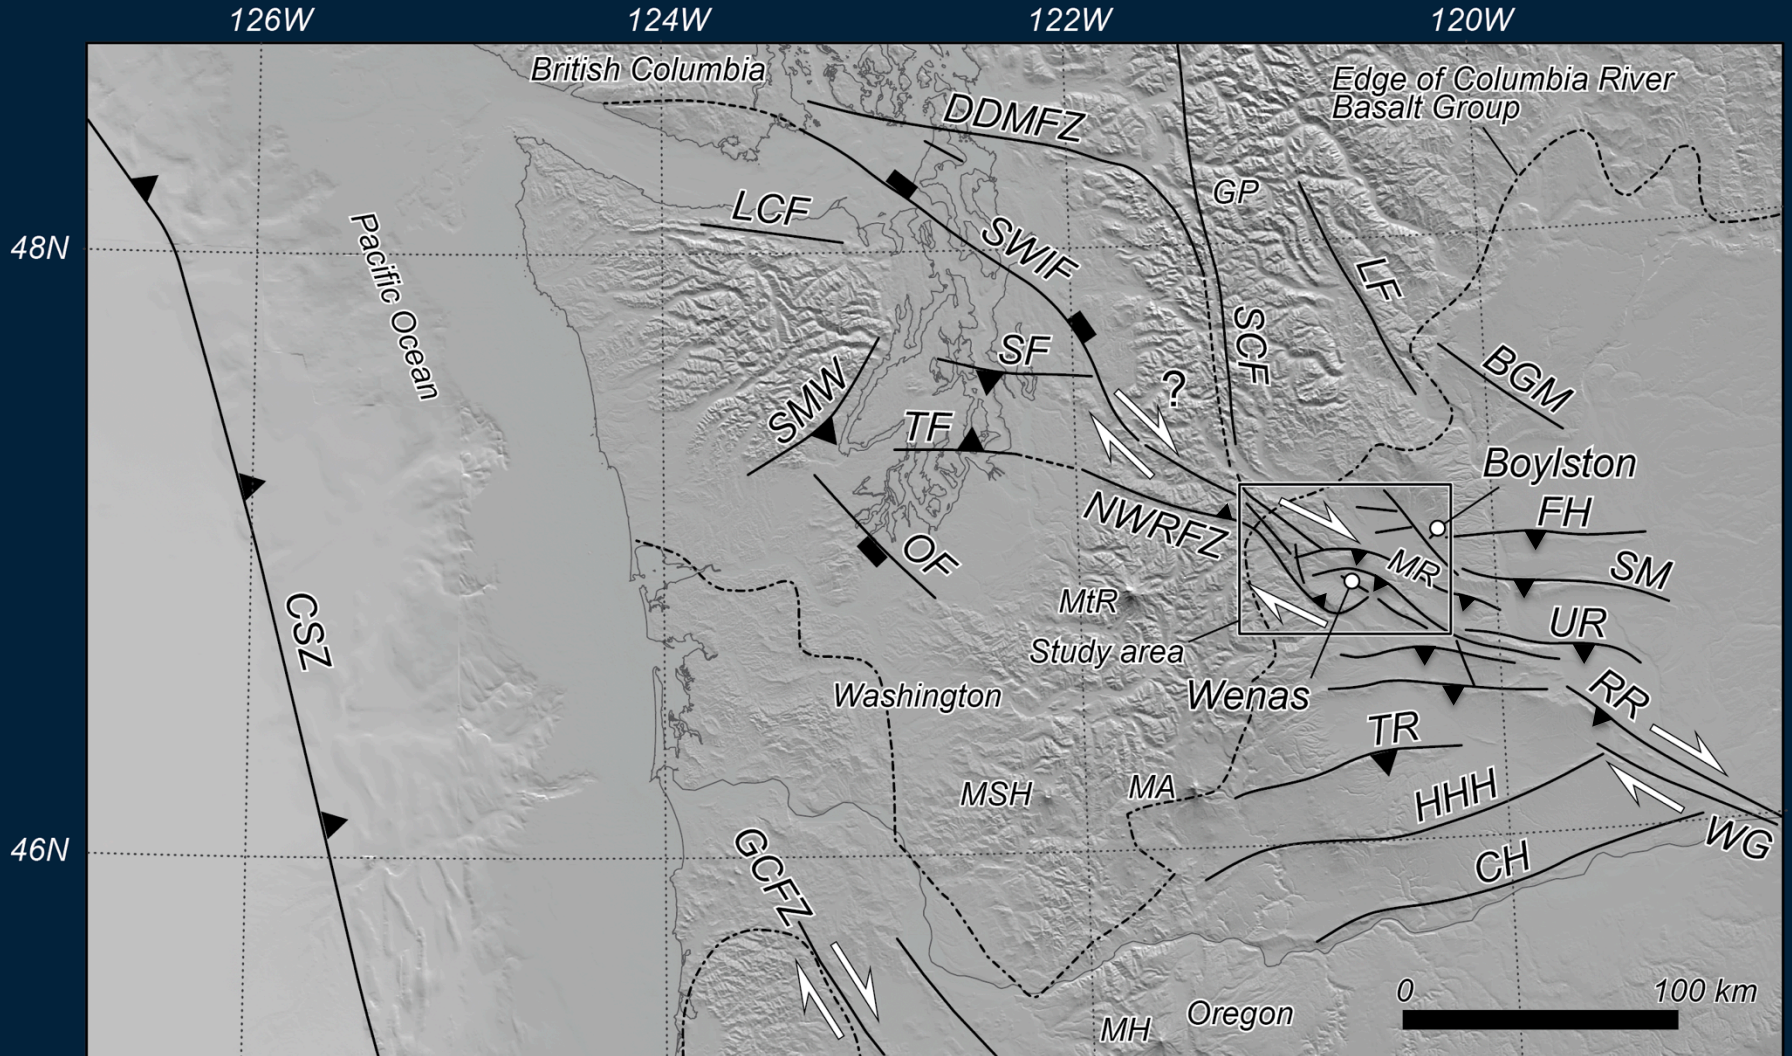 126W
124W
122W
120W
British Columbia
Edge of Columbia River
Basalt Group
DDMFZ
GP
LCF
48N
Pacific Ocean
SWIF
LF
SCF
SF
BGM
SMW
?
TF
Boylston
NWRFZ
FH
OF
MR
SM
MtR
CSZ
UR
Study area
Washington
Wenas
RR
TR
MSH
MA
HHH
46N
GCFZ
CH
WG
0
100 km
Oregon
MH